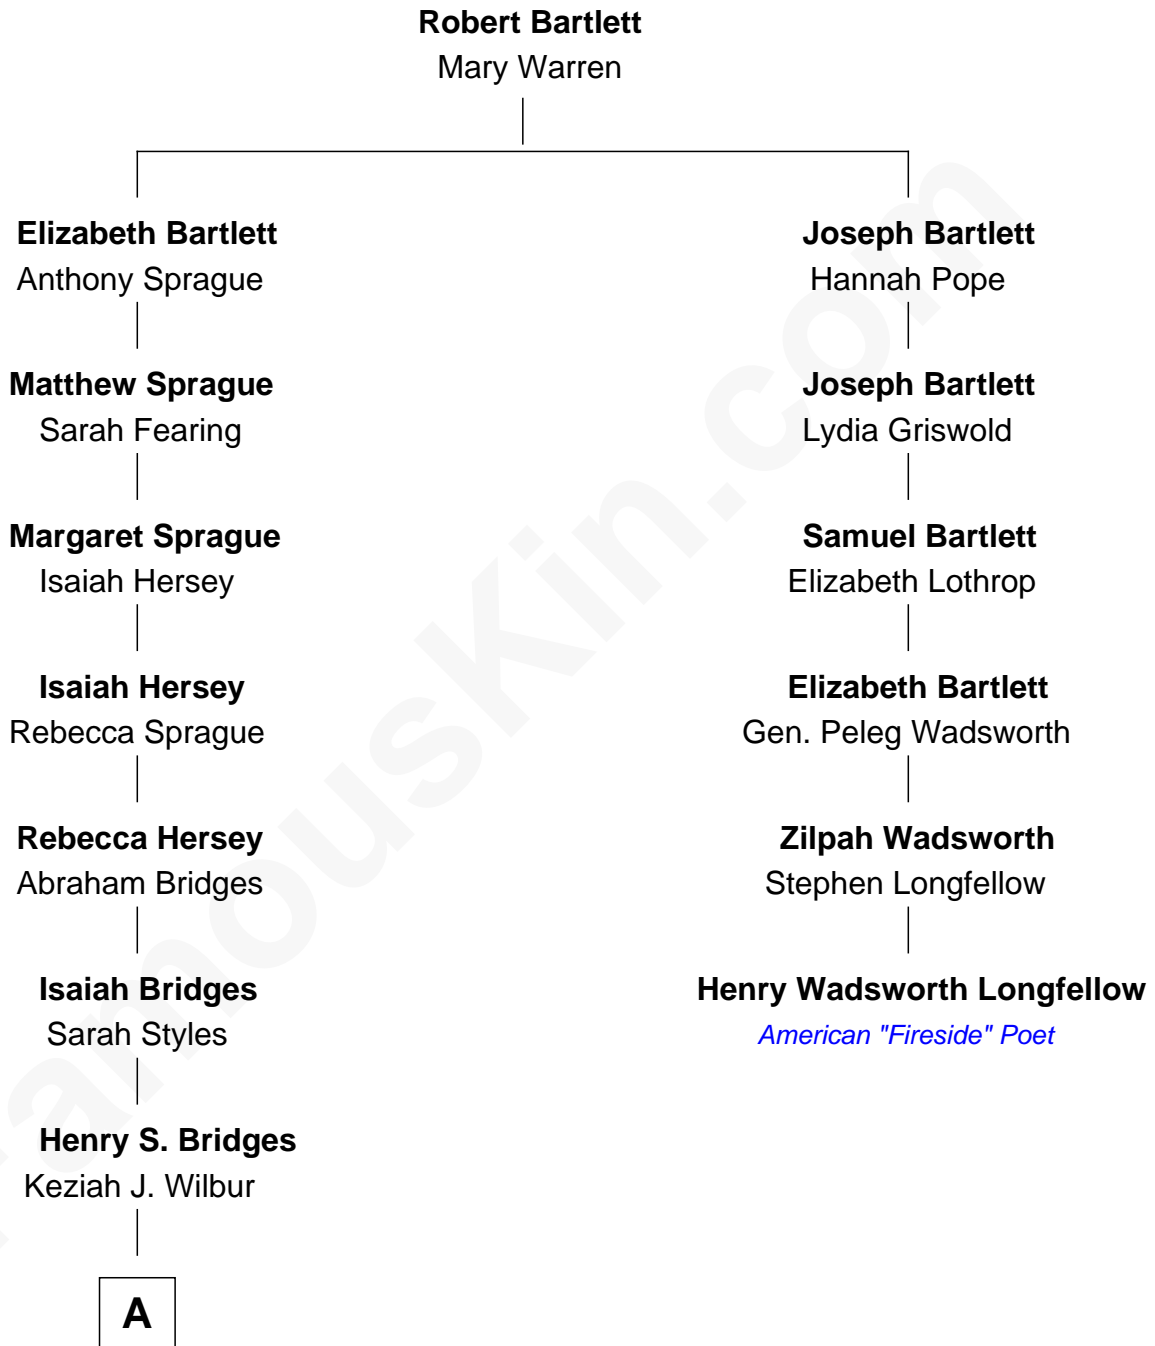 Robert Bartlett
Mary Warren
Elizabeth Bartlett
Anthony Sprague
Joseph Bartlett
Hannah Pope
Matthew Sprague
Sarah Fearing
Joseph Bartlett
Lydia Griswold
Margaret Sprague
Isaiah Hersey
Samuel Bartlett
Elizabeth Lothrop
Isaiah Hersey
Rebecca Sprague
Elizabeth Bartlett
Gen. Peleg Wadsworth
Rebecca Hersey
Abraham Bridges
Zilpah Wadsworth
Stephen Longfellow
Isaiah Bridges
Sarah Styles
Henry Wadsworth Longfellow
American "Fireside" Poet
Henry S. Bridges
Keziah J. Wilbur
A
FamousKin.com